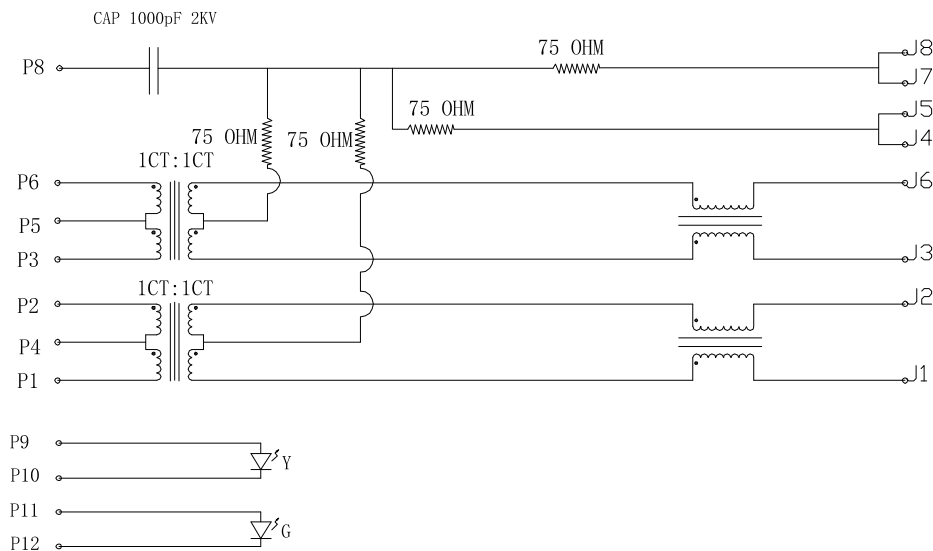 CAP 1000pF 2KV
P8
75 OHM
J8
J7
75 OHM
J5
J4
75 OHM
75 OHM
1CT:1CT
P6
J6
P5
P3
J3
1CT:1CT
P2
J2
P4
P1
J1
P9
P10
Y
P11
P12
G